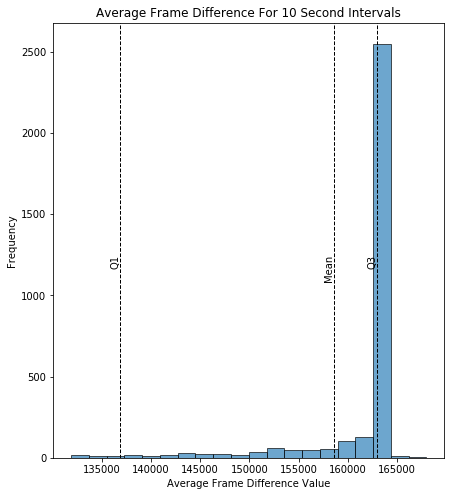 Average Frame Difference For 10 Second Intervals
2500
2000
1500
1000
500
0
Frequency
Q1
Mean
Q3
135000 140000 145000 150000 155000 160000 165000
Average Frame Difference Value